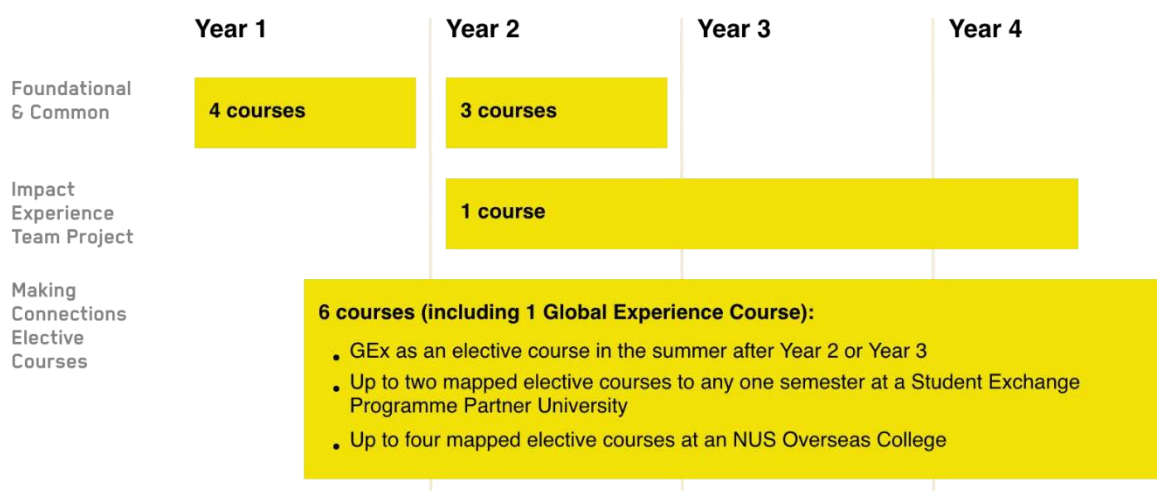 Year 1
Year 2
Year 3
Year 4
Foundational
& Common
4 courses
3 courses
Impact
Experience
Team Project
1 course
Making
Connections
Elective
Courses
6 courses (including 1 Global Experience Course):
• GEx as an elective course in the summer after Year 2 or Year 3
• Up to two mapped elective courses to any one semester at a Student Exchange
Programme Partner University
• Up to four mapped elective courses at an NUS Overseas College